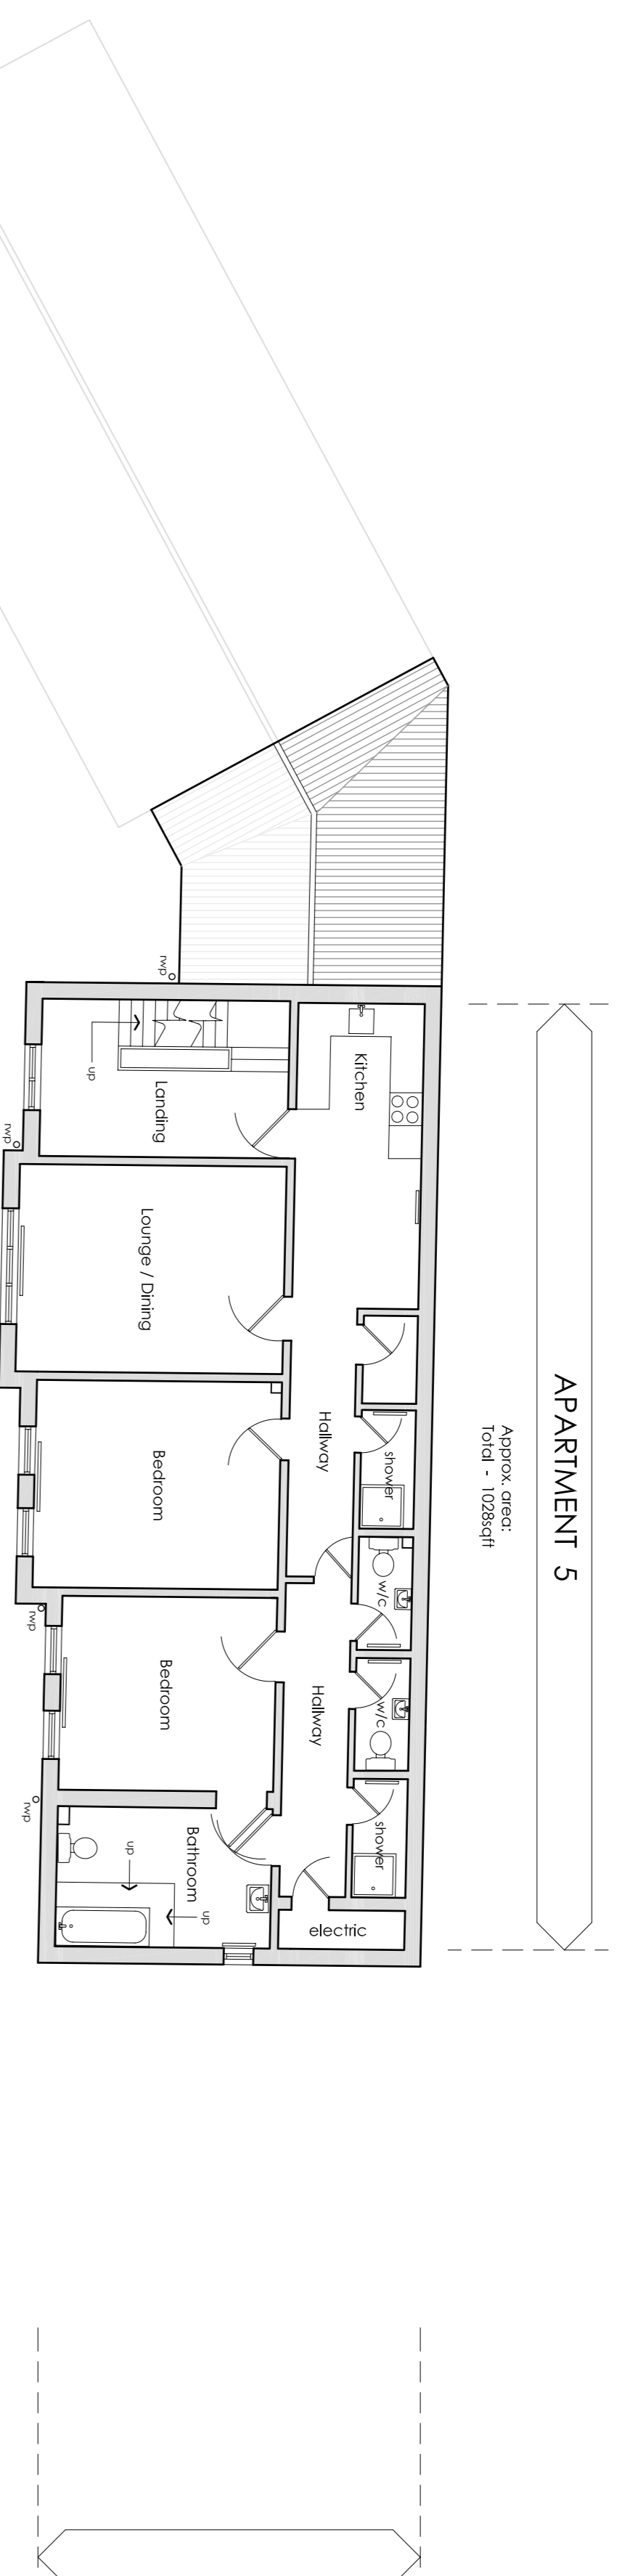 APARTMENT 5
Approx. area:
Total - 1028sqft
rwp
up
Landing
Kitchen
rwp
Lounge / Dining
Hallway
shower
Bedroom
w/c
rwp
Bedroom
Hallway
w/c
rwp
Bathroom
up
up
shower
electric